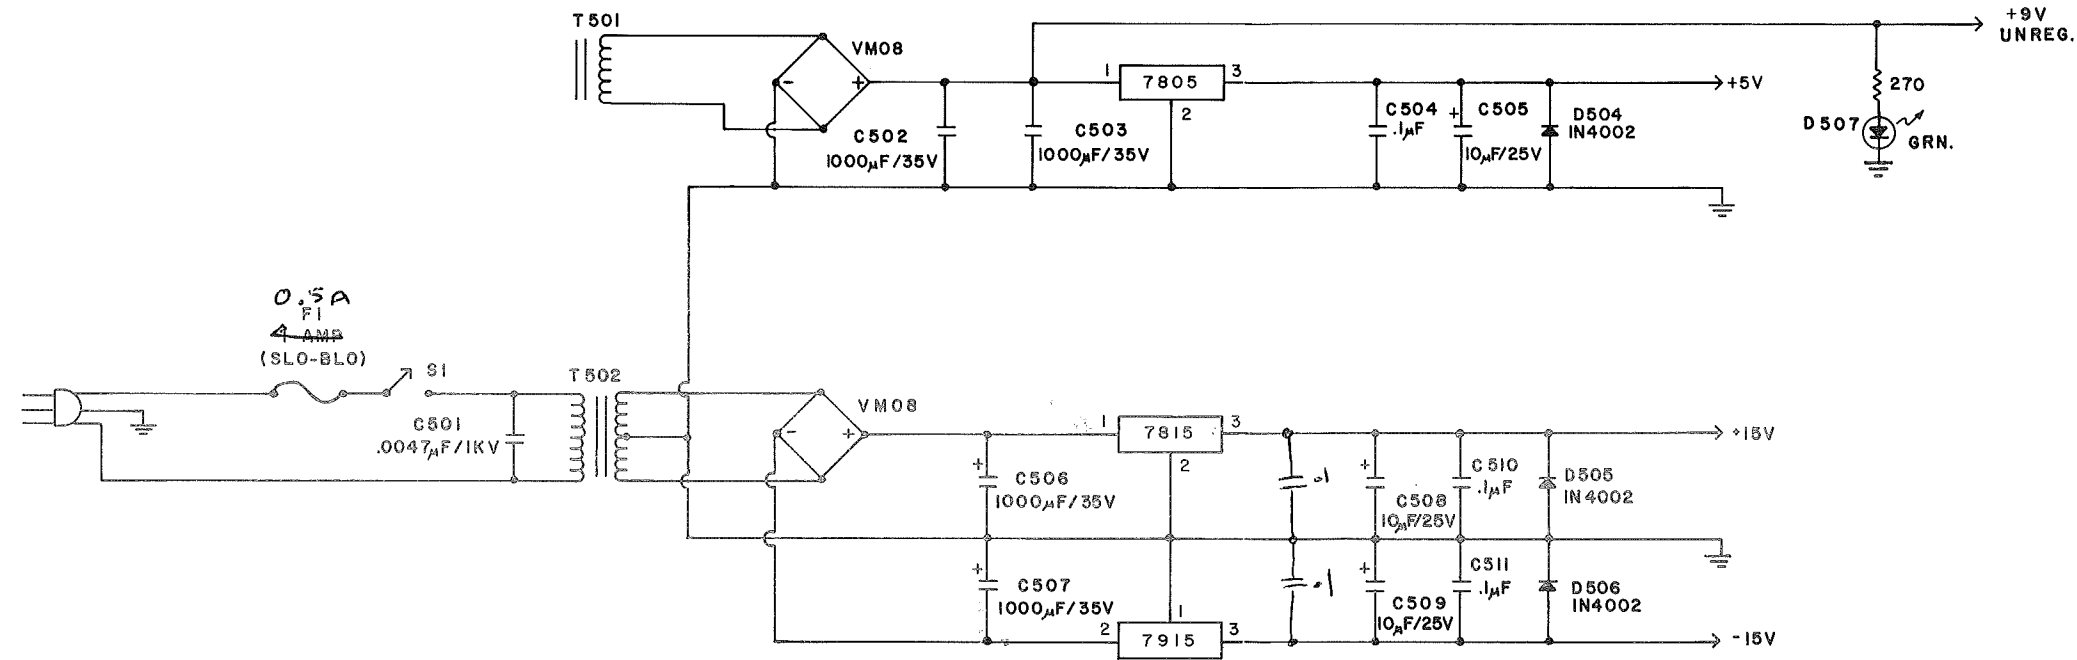 T501
VM08
-
+
C502
1000µF/35V
C503
1000µF/35V
1
7805
3
2
C504
.1µF
+
C505
10µF/25V
D504
IN4002
+5V
+9V
UNREG.
270
D507
GRN.
0.5A
F1
AMP
(SLO-BLO)
S1
C501
.0047µF/1KV
T502
VM08
-
+
+
C506
1000µF/35V
+
C507
1000µF/35V
1
7815
3
2
1
2
7915
3
.1
.1
+
C508
10µF/25V
C510
.1µF
D505
IN4002
+15V
+
C509
10µF/25V
C511
.1µF
D506
IN4002
-15V